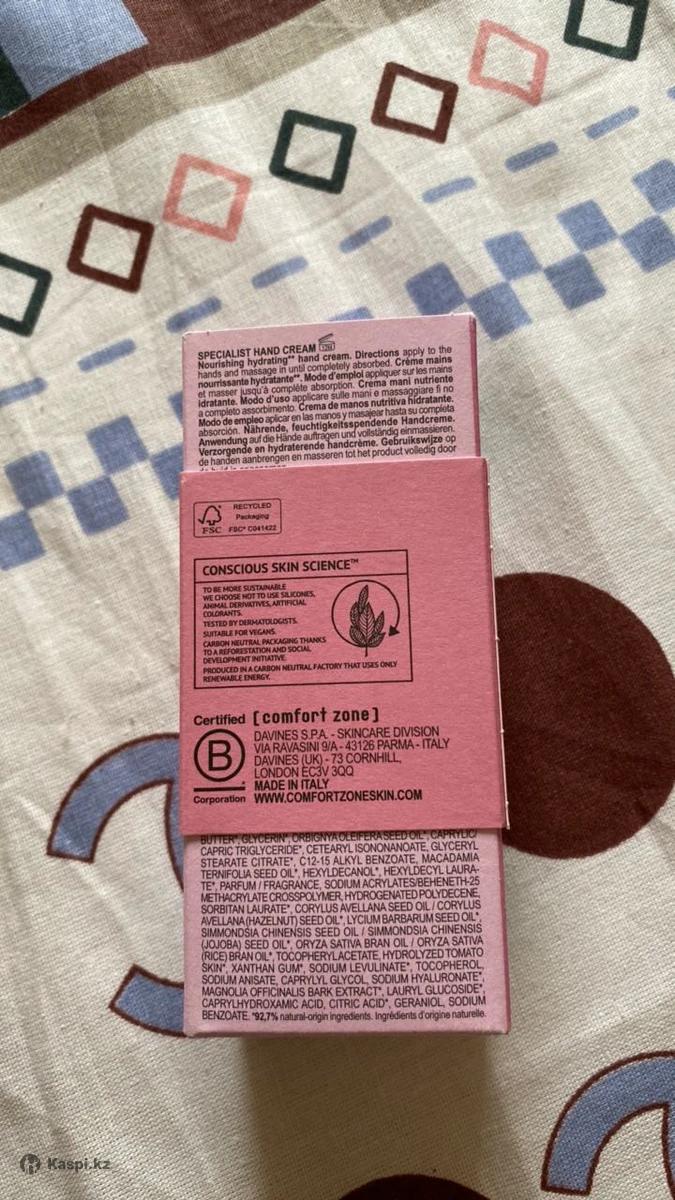 SPECIALIST HAND CREAM 12M
Nourishing hydrating** hand cream. Directions apply to the
hands and massage in until completely absorbed. Crème mains
nourrissante hydratante**. Mode d'emploi appliquer sur les mains
et masser jusqu'à complète absorption. Crema mani nutriente
idratante. Modo d'uso applicare sulle mani e massaggiare fi no
a completo assorbimento. Crema de manos nutritiva hidratante.
Modo de empleo aplicar en las manos y masajear hasta su completa
absorción. Nährende, feuchtigkeitsspendende Handcreme.
Anwendung auf die Hände auftragen und vollständig einmassieren.
Verzorgende en hydraterende handcrème. Gebruikswijze op
de handen aanbrengen en masseren tot het product volledig door
RECYCLED
Packaging
FSC FSC® C041422
CONSCIOUS SKIN SCIENCE™
TO BE MORE SUSTAINABLE
WE CHOOSE NOT TO USE SILICONES,
ANIMAL DERIVATIVES, ARTIFICIAL
COLORANTS.
TESTED BY DERMATOLOGISTS.
SUITABLE FOR VEGANS.
CARBON NEUTRAL PACKAGING THANKS
TO A REFORESTATION AND SOCIAL
DEVELOPMENT INITIATIVE.
PRODUCED IN A CARBON NEUTRAL FACTORY THAT USES ONLY
RENEWABLE ENERGY.
Certified [comfort zone]
B
Corporation
DAVINES S.P.A. - SKINCARE DIVISION
VIA RAVASINI 9/A - 43126 PARMA - ITALY
DAVINES (UK) - 73 CORNHILL,
LONDON EC3V 3QQ
MADE IN ITALY
WWW.COMFORTZONESKIN.COM
BUTTER*, GLYCERIN*, ORBIGNYA OLEIFERA SEED OIL*, CAPRYLIC/
CAPRIC TRIGLYCERIDE*, CETEARYL ISONONANOATE, GLYCERYL
STEARATE CITRATE*, C12-15 ALKYL BENZOATE, MACADAMIA
TERNIFOLIA SEED OIL*, HEXYLDECANOL*, HEXYLDECYL LAURA-
TE*, PARFUM / FRAGRANCE, SODIUM ACRYLATES/BEHENETH-25
METHACRYLATE CROSSPOLYMER, HYDROGENATED POLYDECENE,
SORBITAN LAURATE*, CORYLUS AVELLANA SEED OIL / CORYLUS
AVELLANA (HAZELNUT) SEED OIL*, LYCIUM BARBARUM SEED OIL*,
SIMMONDSIA CHINENSIS SEED OIL / SIMMONDSIA CHINENSIS
(JOJOBA) SEED OIL*, ORYZA SATIVA BRAN OIL / ORYZA SATIVA
(RICE) BRAN OIL*, TOCOPHERYL ACETATE, HYDROLYZED TOMATO
SKIN*, XANTHAN GUM*, SODIUM LEVULINATE*, TOCOPHEROL,
SODIUM ANISATE, CAPRYLYL GLYCOL, SODIUM HYALURONATE*,
MAGNOLIA OFFICINALIS BARK EXTRACT*, LAURYL GLUCOSIDE*,
CAPRYLHYDROXAMIC ACID, CITRIC ACID*, GERANIOL, SODIUM
BENZOATE. *92,7% natural-origin ingredients. Ingrédients d'origine naturelle.
Kaspi.kz